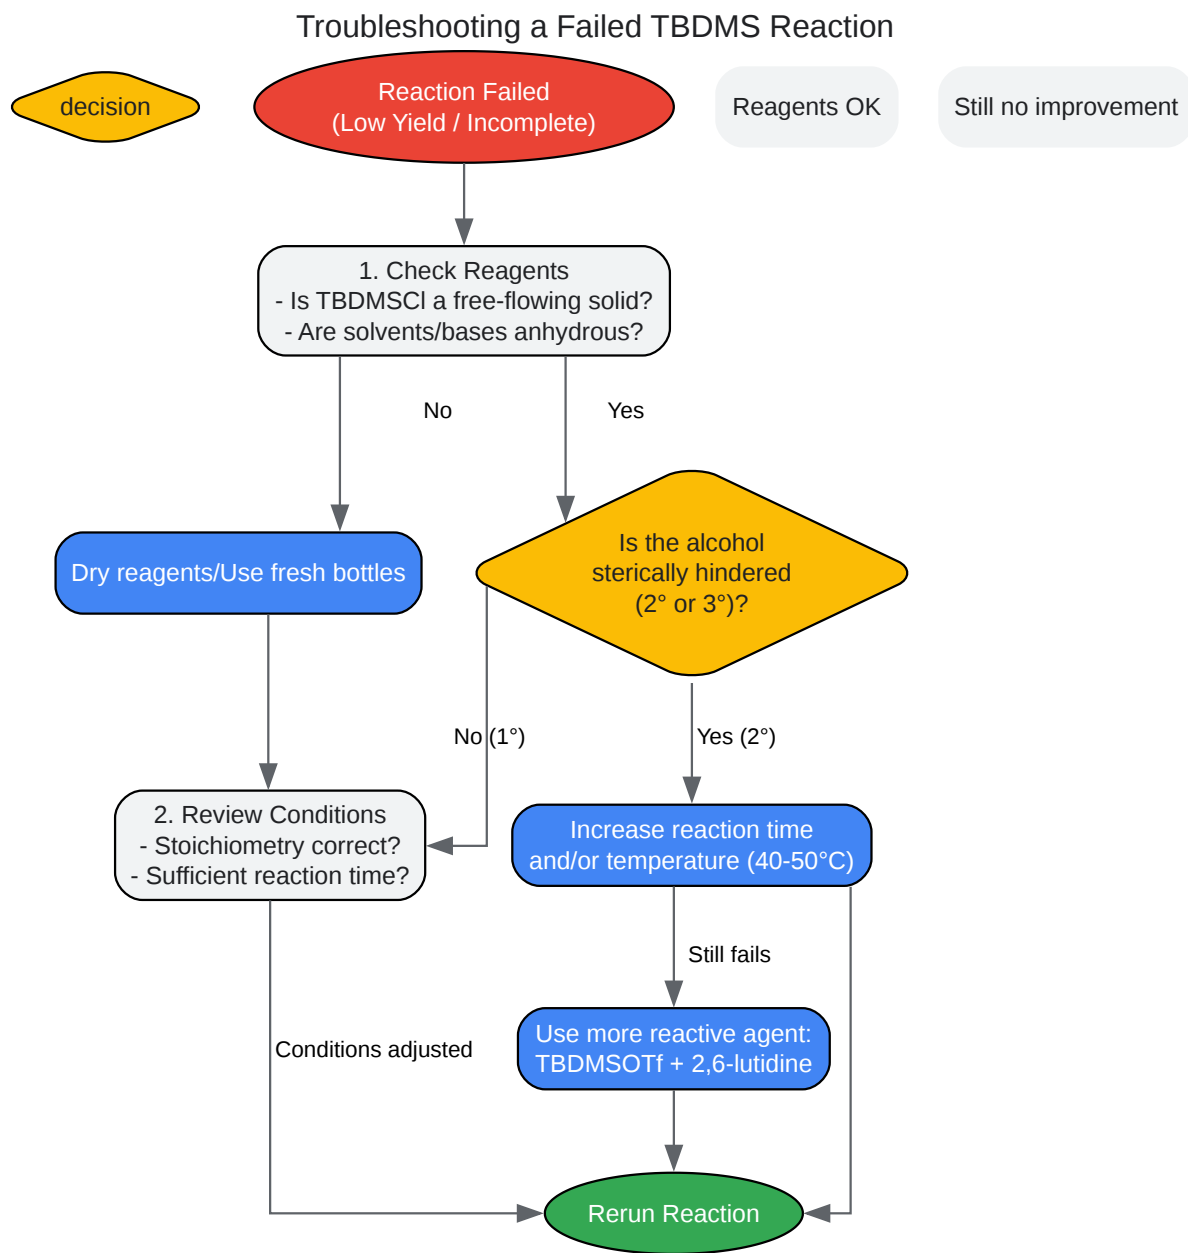 Troubleshooting a Failed TBDMS Reaction
decision
Reaction Failed
(Low Yield / Incomplete)
Reagents OK
Still no improvement
1. Check Reagents
- Is TBDMSCl a free-flowing solid?
- Are solvents/bases anhydrous?
No
Yes
Dry reagents/Use fresh bottles
Is the alcohol
sterically hindered
(2° or 3°)?
No (1°)
Yes (2°)
2. Review Conditions
- Stoichiometry correct?
- Sufficient reaction time?
Increase reaction time
and/or temperature (40-50°C)
Still fails
Conditions adjusted
Use more reactive agent:
TBDMSOTf + 2,6-lutidine
Rerun Reaction